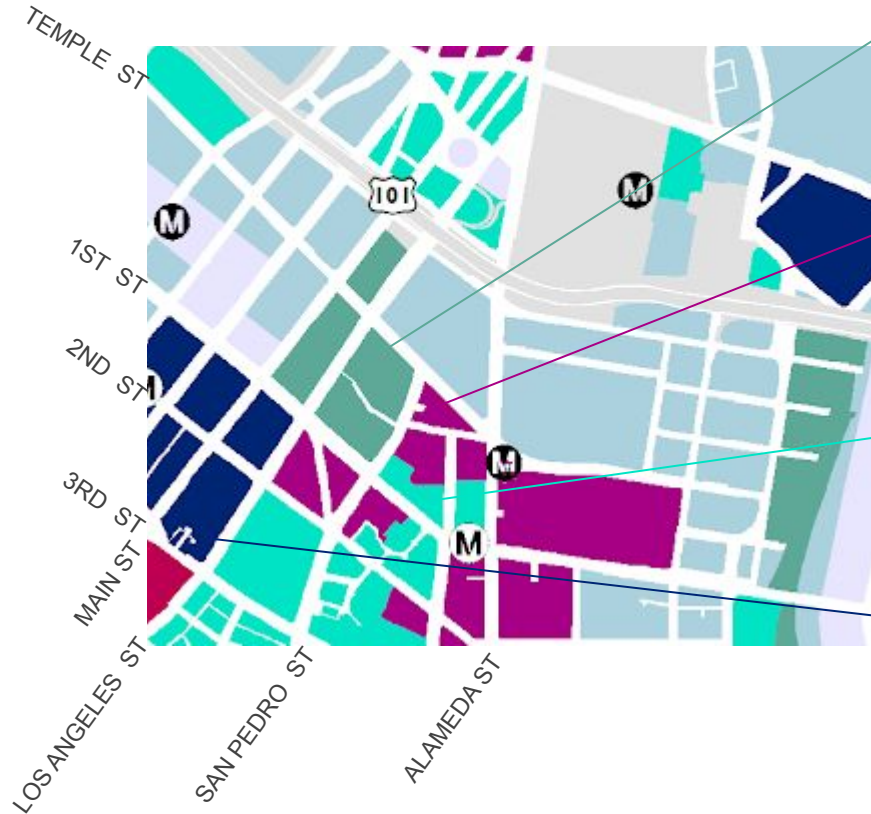 TEMPLE ST
101
M
M
1ST ST
2ND ST
M
M
3RD ST
M
MAIN ST
LOS ANGELES ST
SAN PEDRO ST
ALAMEDA ST